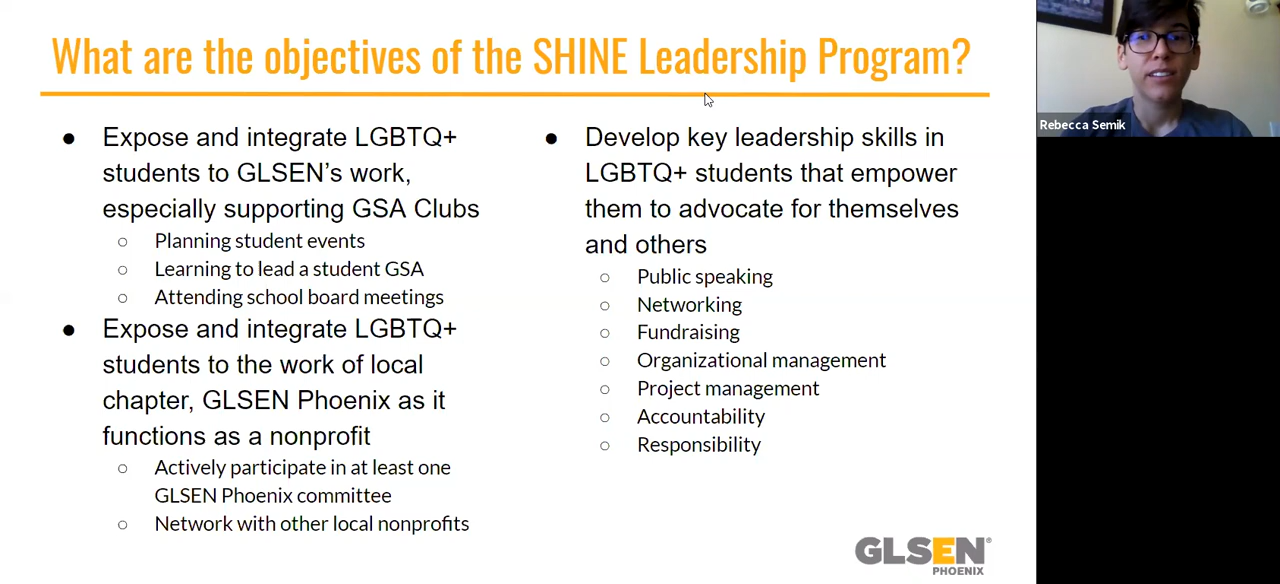 What are the objectives of the SHINE Leadership Program?
● Expose and integrate LGBTQ+
students to GLSEN’s work,
especially supporting GSA Clubs
○ Planning student events
○ Learning to lead a student GSA
○ Attending school board meetings
● Expose and integrate LGBTQ+
students to the work of local
chapter, GLSEN Phoenix as it
functions as a nonprofit
○ Actively participate in at least one
GLSEN Phoenix committee
○ Network with other local nonprofits
● Develop key leadership skills in
LGBTQ+ students that empower
them to advocate for themselves
and others
○ Public speaking
○ Networking
○ Fundraising
○ Organizational management
○ Project management
○ Accountability
○ Responsibility
GLSEN®
PHOENIX
Rebecca Semik